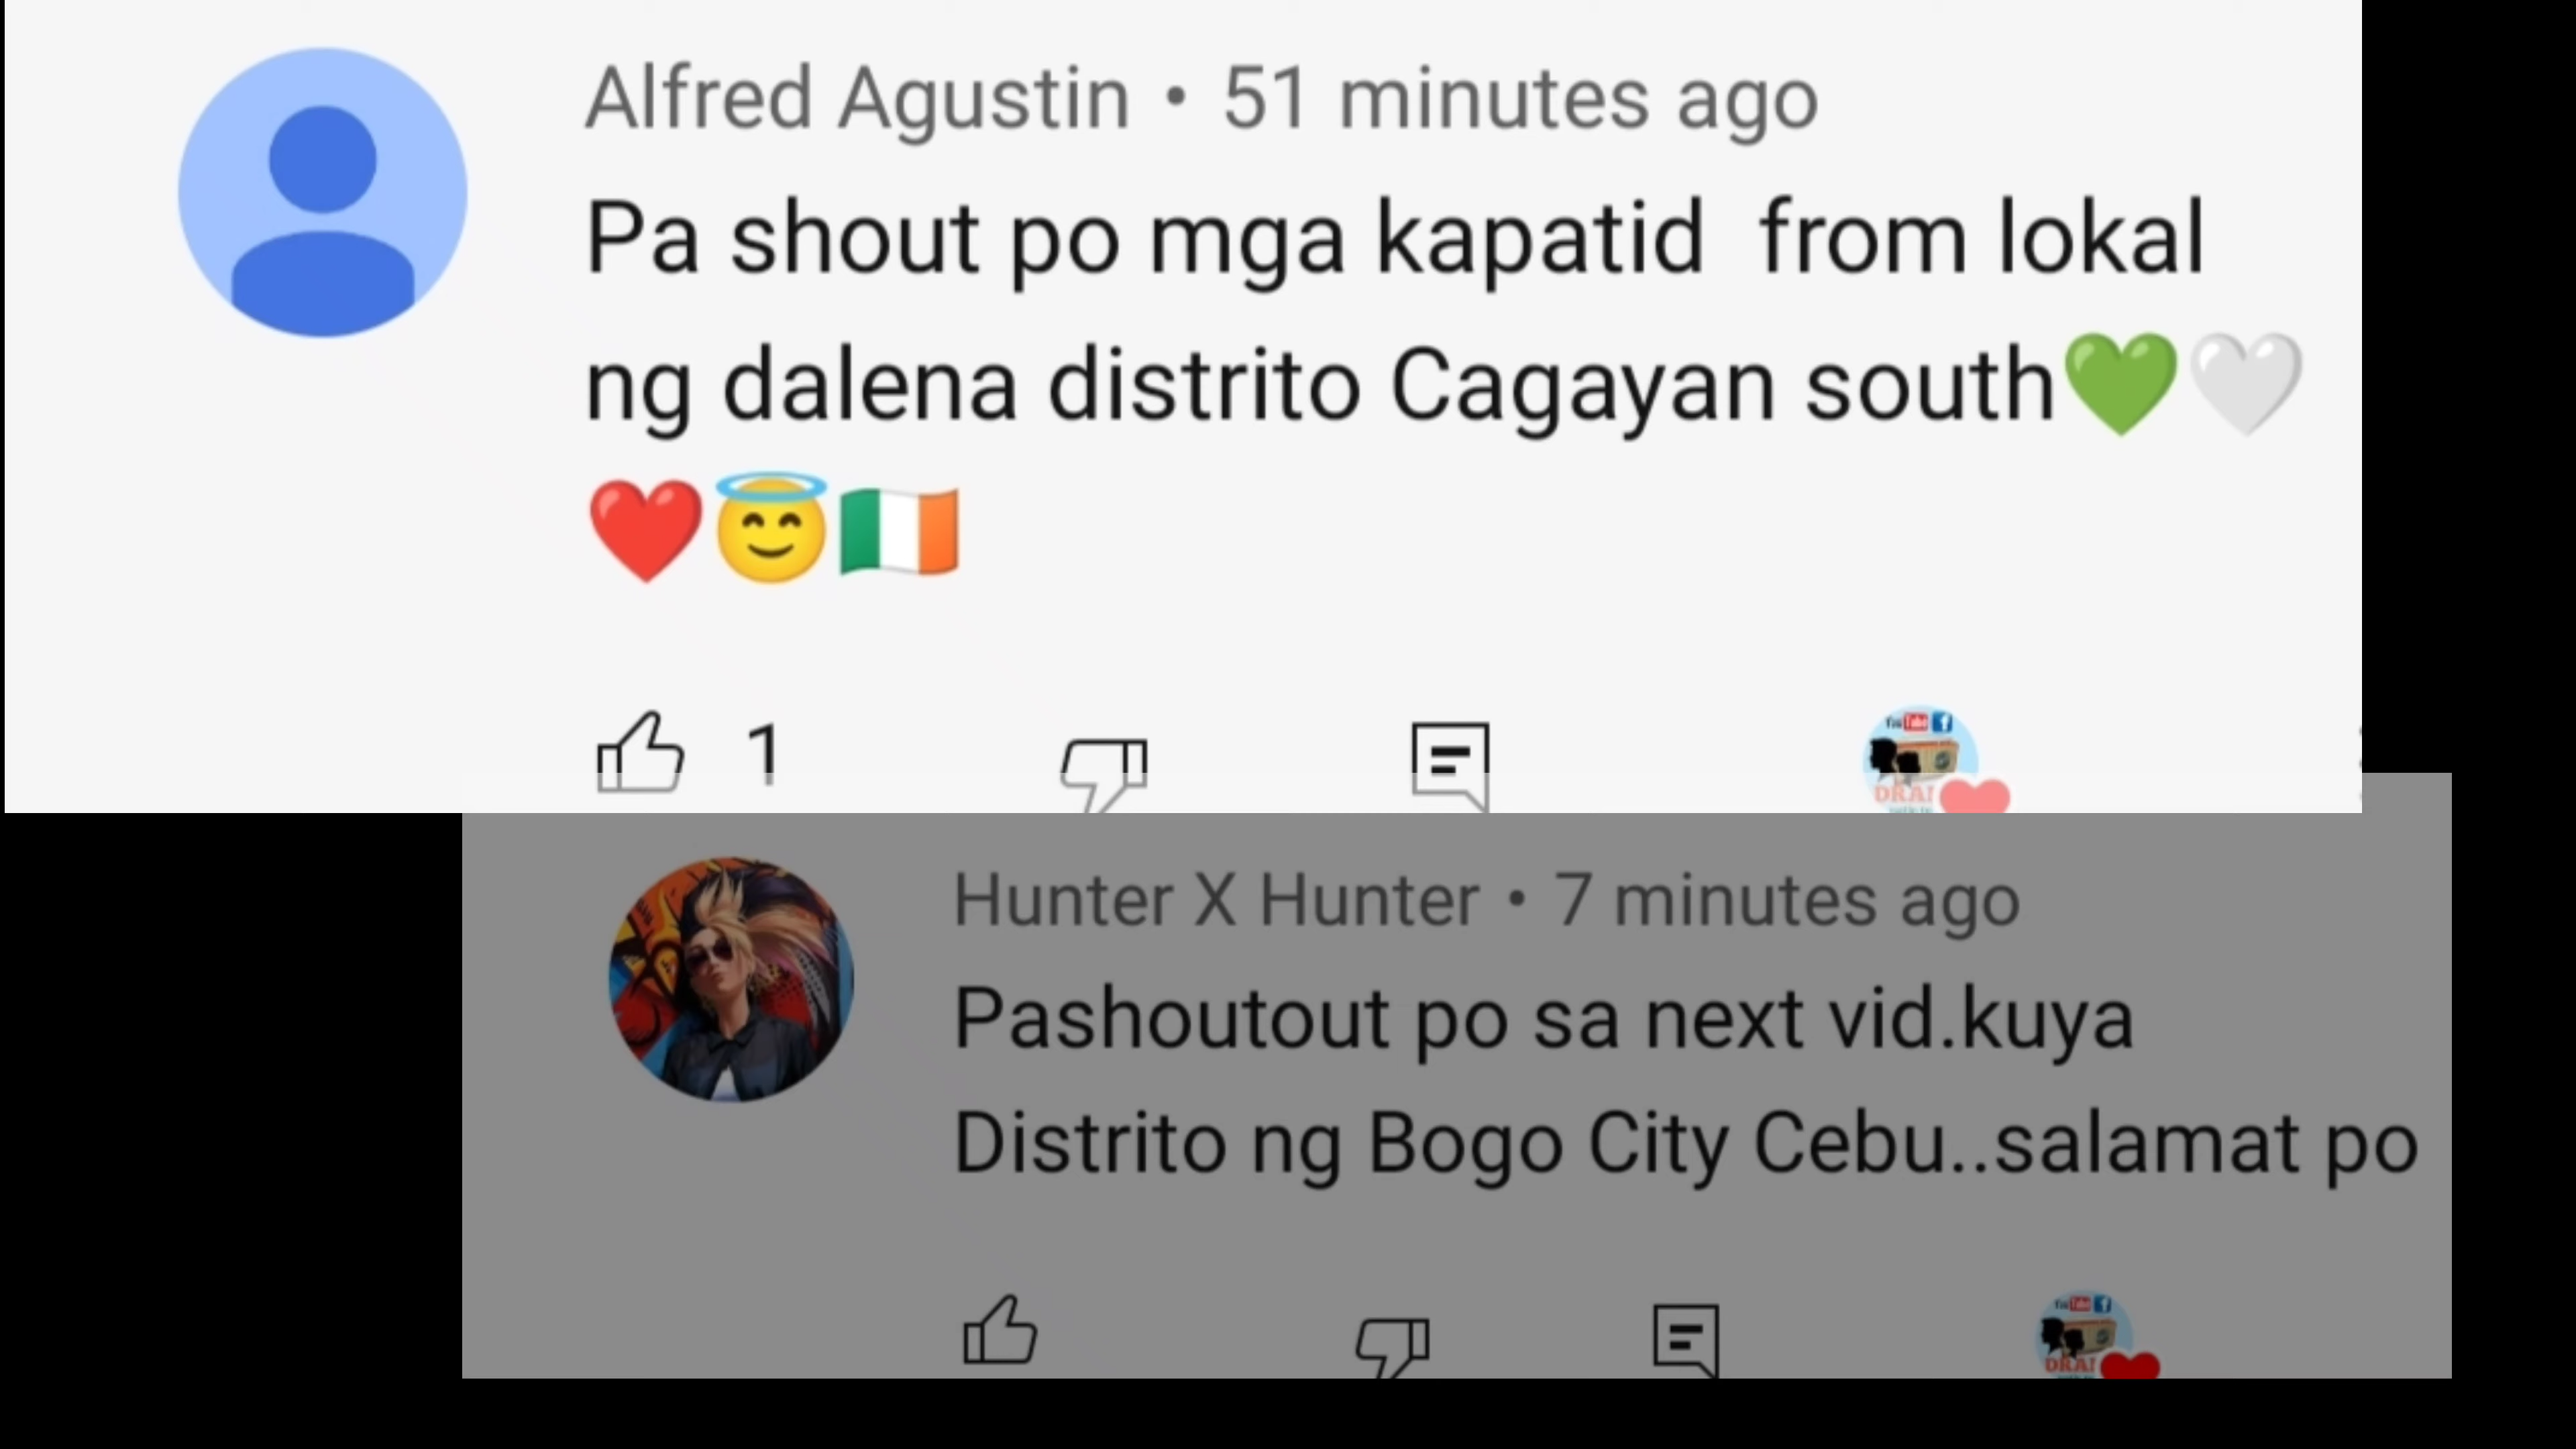 Alfred Agustin • 51 minutes ago
Pa shout po mga kapatid from lokal
ng dalena distrito Cagayan south💚🤍
❤️😇🇮🇪
1
Hunter X Hunter • 7 minutes ago
Pashoutout po sa next vid.kuya
Distrito ng Bogo City Cebu..salamat po